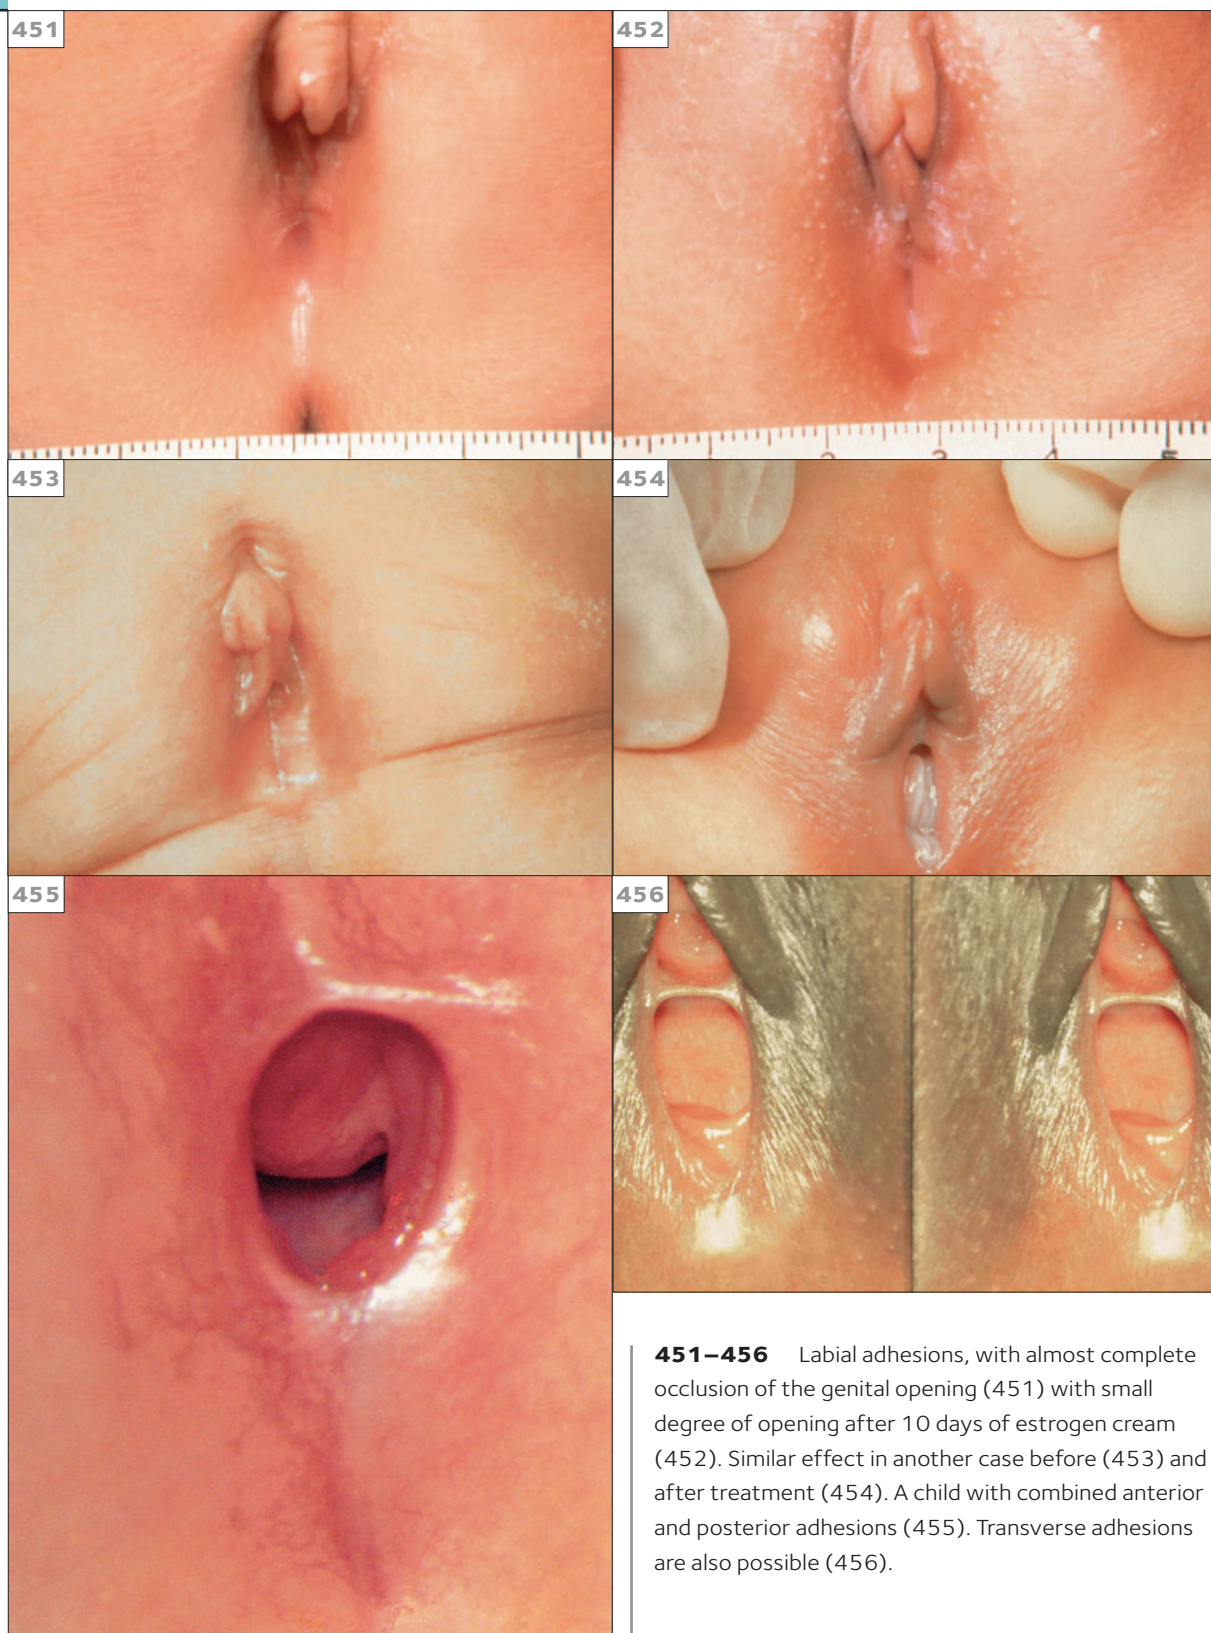 451
452
453
454
455
456
451–456 Labial adhesions, with almost complete
occlusion of the genital opening (451) with small
degree of opening after 10 days of estrogen cream
(452). Similar effect in another case before (453) and
after treatment (454). A child with combined anterior
and posterior adhesions (455). Transverse adhesions
are also possible (456).